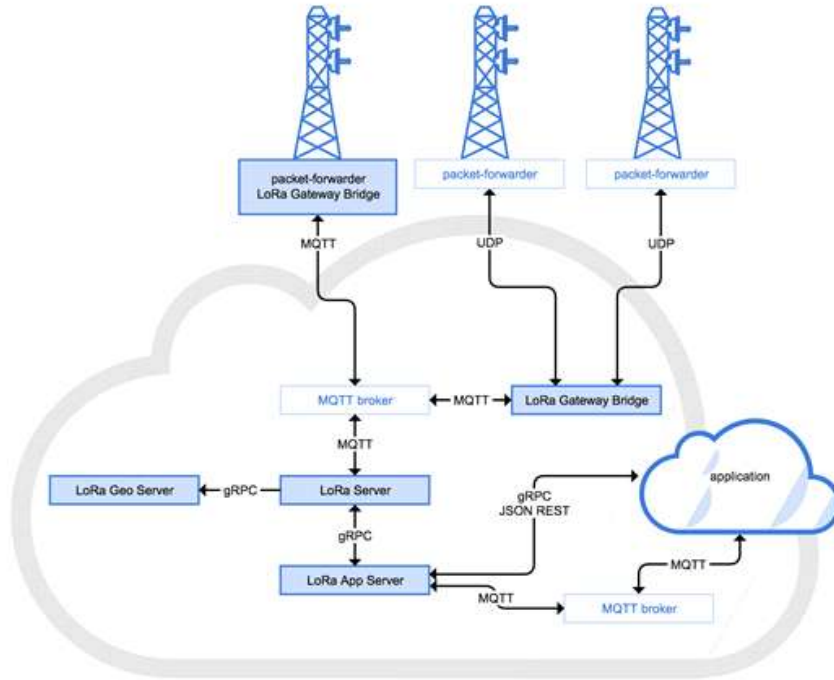 packet-forwarder
LoRa Gateway Bridge
packet-forwarder
packet-forwarder
MQTT
UDP
UDP
MQTT broker
MQTT
LoRa Gateway Bridge
MQTT
LoRa Geo Server
gRPC
LoRa Server
gRPC
JSON REST
application
gRPC
LoRa App Server
MQTT
MQTT
MQTT broker